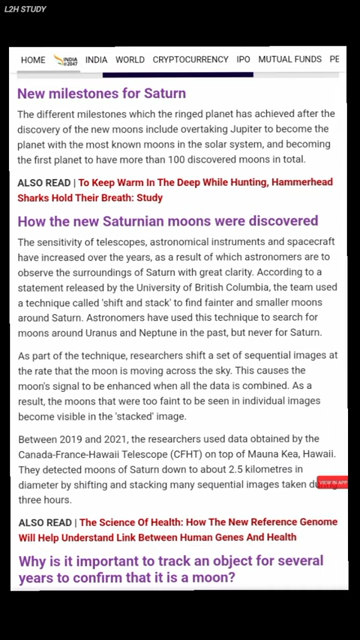 L2H STUDY
HOME INDIA @2047 INDIA WORLD CRYPTOCURRENCY IPO MUTUAL FUNDS PE
New milestones for Saturn
The different milestones which the ringed planet has achieved after the
discovery of the new moons include overtaking Jupiter to become the
planet with the most known moons in the solar system, and becoming
the first planet to have more than 100 discovered moons in total.
ALSO READ | To Keep Warm In The Deep While Hunting, Hammerhead
Sharks Hold Their Breath: Study
How the new Saturnian moons were discovered
The sensitivity of telescopes, astronomical instruments and spacecraft
have increased over the years, as a result of which astronomers are to
observe the surroundings of Saturn with great clarity. According to a
statement released by the University of British Columbia, the team used
a technique called 'shift and stack' to find fainter and smaller moons
around Saturn. Astronomers have used this technique to search for
moons around Uranus and Neptune in the past, but never for Saturn.
As part of the technique, researchers shift a set of sequential images at
the rate that the moon is moving across the sky. This causes the
moon's signal to be enhanced when all the data is combined. As a
result, the moons that were too faint to be seen in individual images
become visible in the 'stacked' image.
Between 2019 and 2021, the researchers used data obtained by the
Canada-France-Hawaii Telescope (CFHT) on top of Mauna Kea, Hawaii.
They detected moons of Saturn down to about 2.5 kilometres in
VIEW IN APP
diameter by shifting and stacking many sequential images taken during
three hours.
ALSO READ | The Science Of Health: How The New Reference Genome
Will Help Understand Link Between Human Genes And Health
Why is it important to track an object for several
years to confirm that it is a moon?